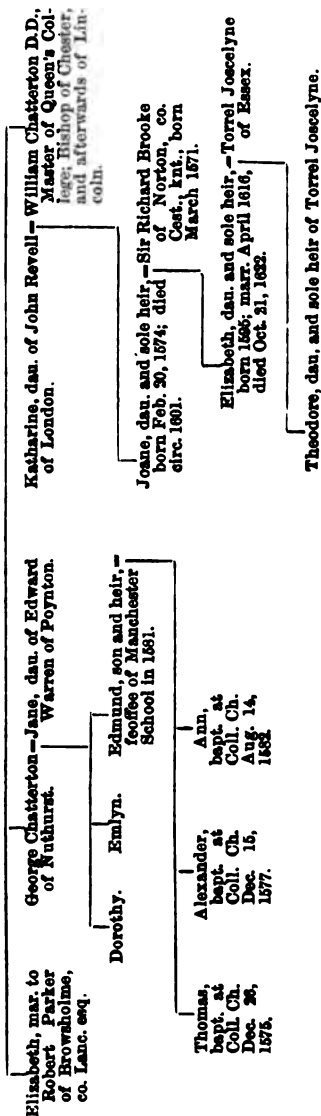 Elizabeth, mar. to
Robert Parker
of Browsholme,
co. Lanc. esq.
George Chatterton=Jane, dau. of Edward
of Nuthurst.
Warren of Poynton.
Katharine, dau. of John Revell=William Chatterton D.D.,
of London.
Master of Queen's Col-
lege; Bishop of Chester,
and afterwards of Lin-
coln.
Dorothy.
Emlyn.
Edmund, son and heir,=
feoffee of Manchester
School in 1581.
Joane, dau. and sole heir,=Sir Richard Brooke
born Feb. 20, 1574; died
circ. 1601.
of Norton, co.
Cest., knt., born
March 1571.
Thomas,
bapt. at
Coll. Ch.
Dec. 26,
1575.
Alexander,
bapt. at
Coll. Ch.
Dec. 15,
1577.
Ann,
bapt. at
Coll. Ch.
Aug. 14,
1582.
Elizabeth, dau. and sole heir,=Torrel Joscelyne
born 1595; marr. April 1616,
died Oct. 21, 1622.
of Essex.
Theodore, dau. and sole heir of Torrel Joscelyne.